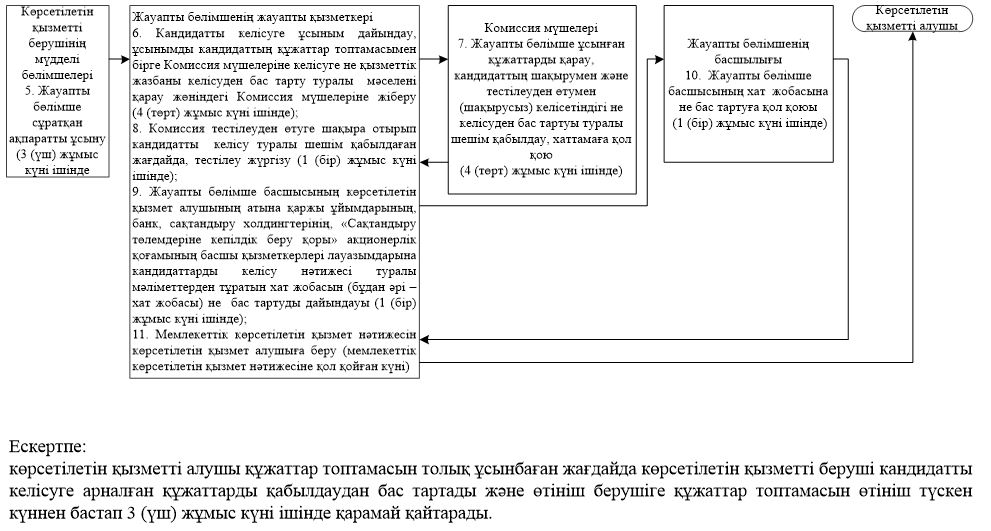 Көрсетілетін
қызметті
берушінің
мүдделі
бөлімшелері
5. Жауапты
бөлімше
сұратқан
ақпаратты ұсыну
(3 (үш) жұмыс
күні ішінде
Жауапты бөлімшенің жауапты қызметкері
6. Кандидатты келісуге ұсыным дайындау,
ұсынымды кандидаттың құжаттар топтамасымен
бірге Комиссия мүшелеріне келісуге не қызметтік
жазбаны келісуден бас тарту туралы мәселені
қарау жөніндегі Комиссия мүшелеріне жіберу
(4 (төрт) жұмыс күні ішінде);
8. Комиссия тестілеуден өтуге шақыра отырып
кандидатты келісу туралы шешім қабылдаған
жағдайда, тестілеу жүргізу (1 (бір) жұмыс күні
ішінде);
9. Жауапты бөлімше басшысының көрсетілетін
қызмет алушының атына қаржы ұйымдарының,
банк, сақтандыру холдингтерінің, «Сақтандыру
төлемдеріне кепілдік беру қоры» акционерлік
қоғамының басшы қызметкерлері лауазымдарына
кандидаттарды келісу нәтижесі туралы
мәліметтерден тұратын хат жобасын (бұдан әрі –
хат жобасы) не бас тартуды дайындауы (1 (бір)
жұмыс күні ішінде);
11. Мемлекеттік көрсетілетін қызмет нәтижесін
көрсетілетін қызмет алушыға беру (мемлекеттік
көрсетілетін қызмет нәтижесіне қол қойған күні)
Комиссия мүшелері
7. Жауапты бөлімше ұсынған
құжаттарды қарау,
кандидаттың шақырумен және
тестілеуден өтумен
(шақырусыз) келісетіндігі не
келісуден бас тартуы туралы
шешім қабылдау, хаттамаға қол
қою
(4 (төрт) жұмыс күні ішінде)
Жауапты бөлімшенің
басшылығы
10. Жауапты бөлімше
басшысының хат жобасына
не бас тартуға қол қоюы
(1 (бір) жұмыс күні ішінде)
Көрсетілетін
қызметті алушы
Ескертпе:
көрсетілетін қызметті алушы құжаттар топтамасын толық ұсынбаған жағдайда көрсетілетін қызметті беруші кандидатты
келісуге арналған құжаттарды қабылдаудан бас тартады және өтініш берушіге құжаттар топтамасын өтініш түскен
күннен бастап 3 (үш) жұмыс күні ішінде қарамай қайтарады.